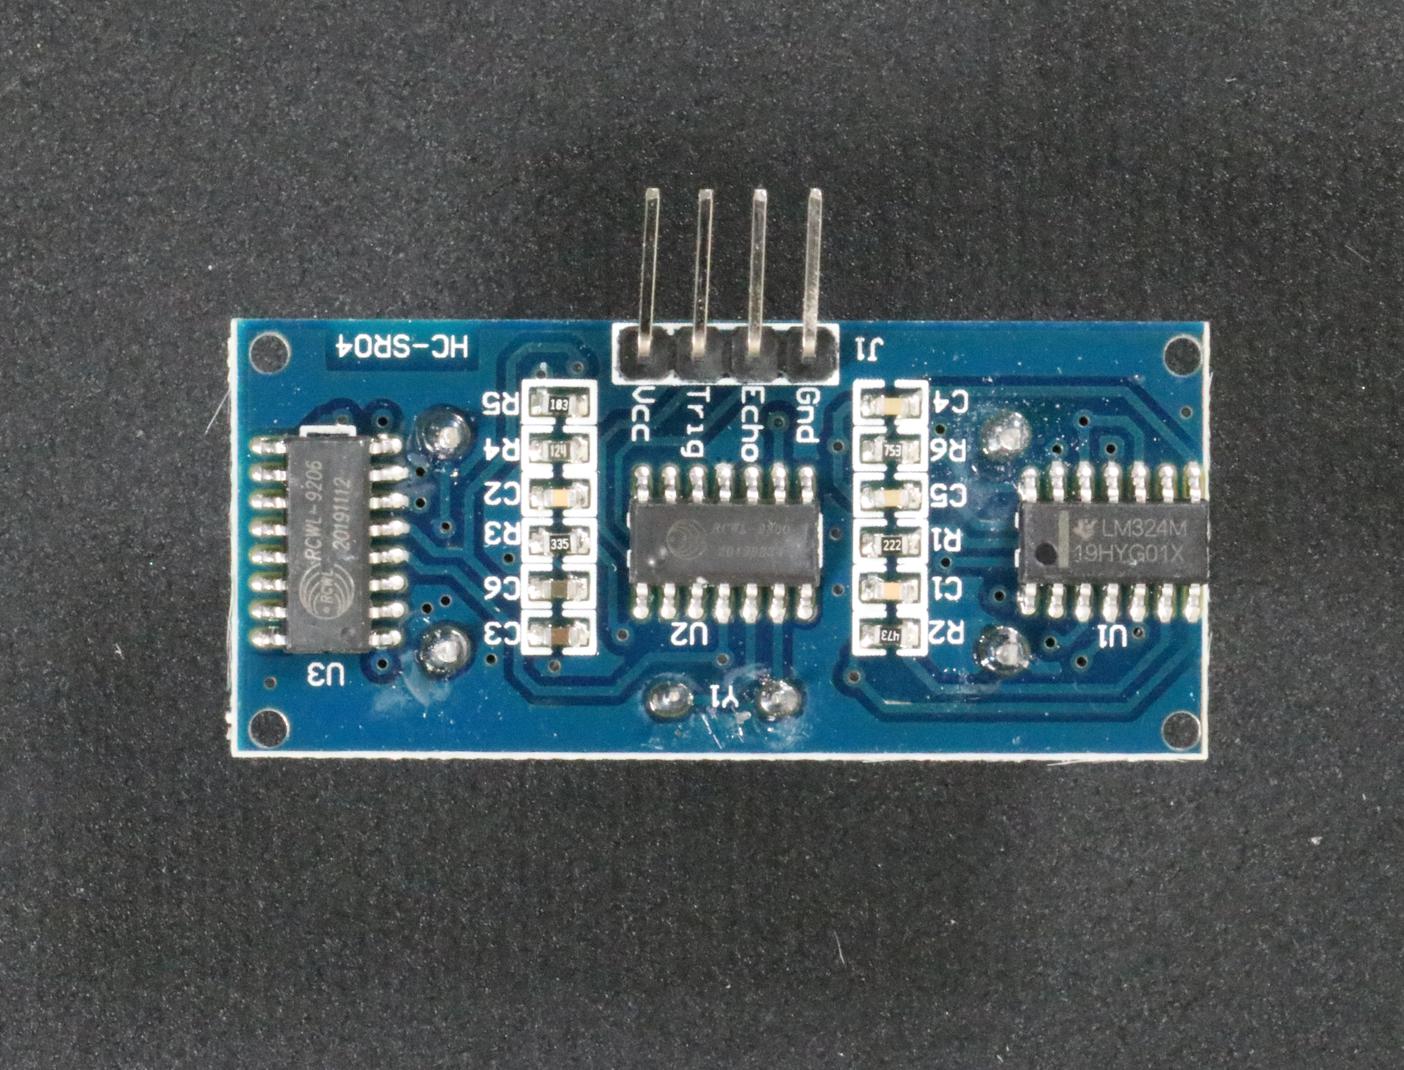 HC-SR04
J1
Vcc
Trig
Echo
Gnd
R5
103
R4
124
C2
R3
335
C6
C3
C4
R6
753
C5
R1
222
C1
R2
473
RCWL-9206
20191112
RCWL
U3
U2
LM324M
19HYG01X
U1
Y1